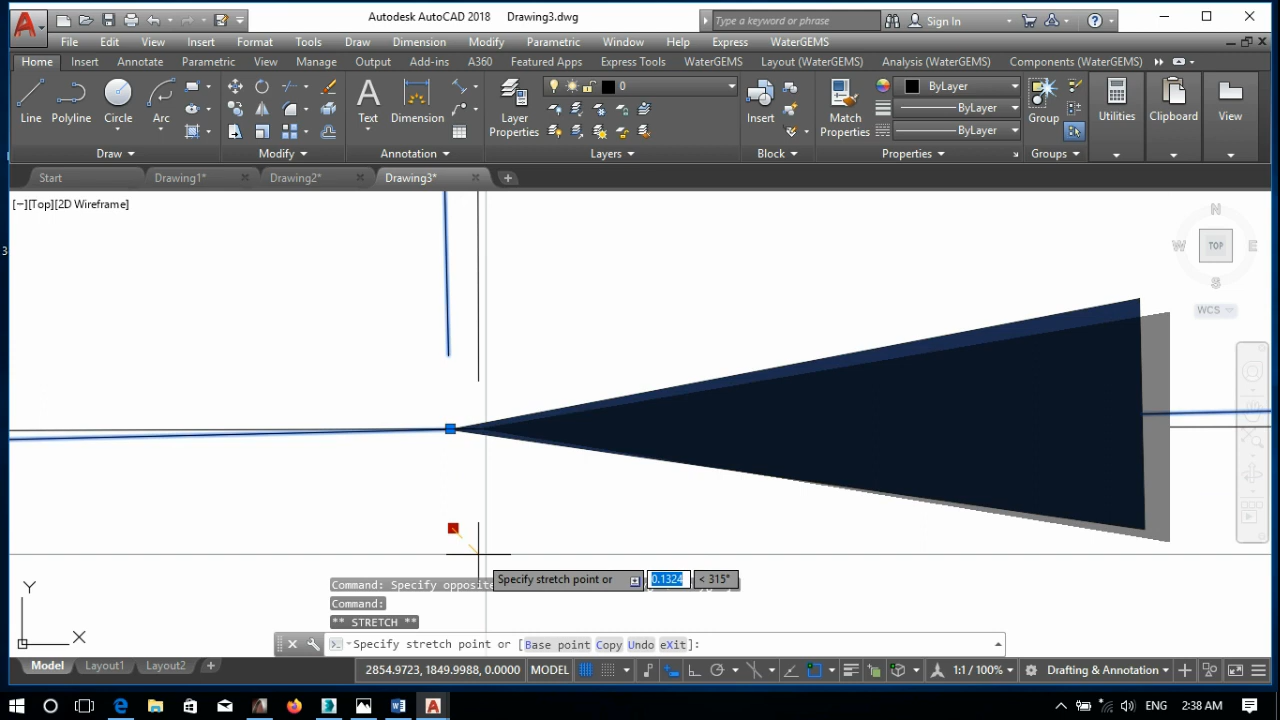 Autodesk AutoCAD 2018 Drawing3.dwg
Type a keyword or phrase
Sign In
File Edit View Insert Format Tools Draw Dimension Modify Parametric Window Help Express WaterGEMS
Home Insert Annotate Parametric View Manage Output Add-ins A360 Featured Apps Express Tools WaterGEMS Layout (WaterGEMS) Analysis (WaterGEMS) Components (WaterGEMS)
Line Polyline Circle Arc
Text Dimension
Layer Properties
0
Insert
Match Properties
ByLayer
ByLayer
ByLayer
Group
Utilities
Clipboard
View
Draw Modify Annotation Layers Block Properties Groups
Start Drawing1* Drawing2* Drawing3*
[−][Top][2D Wireframe]
N
W TOP E
S
WCS
3
Y
X
Command: Specify opposite
Specify stretch point or 0.1324 < 315°
Command:
** STRETCH **
Specify stretch point or [Base point Copy Undo eXit]:
Model Layout1 Layout2
2854.9723, 1849.9988, 0.0000 MODEL 1:1 / 100% Drafting & Annotation
ENG 2:38 AM